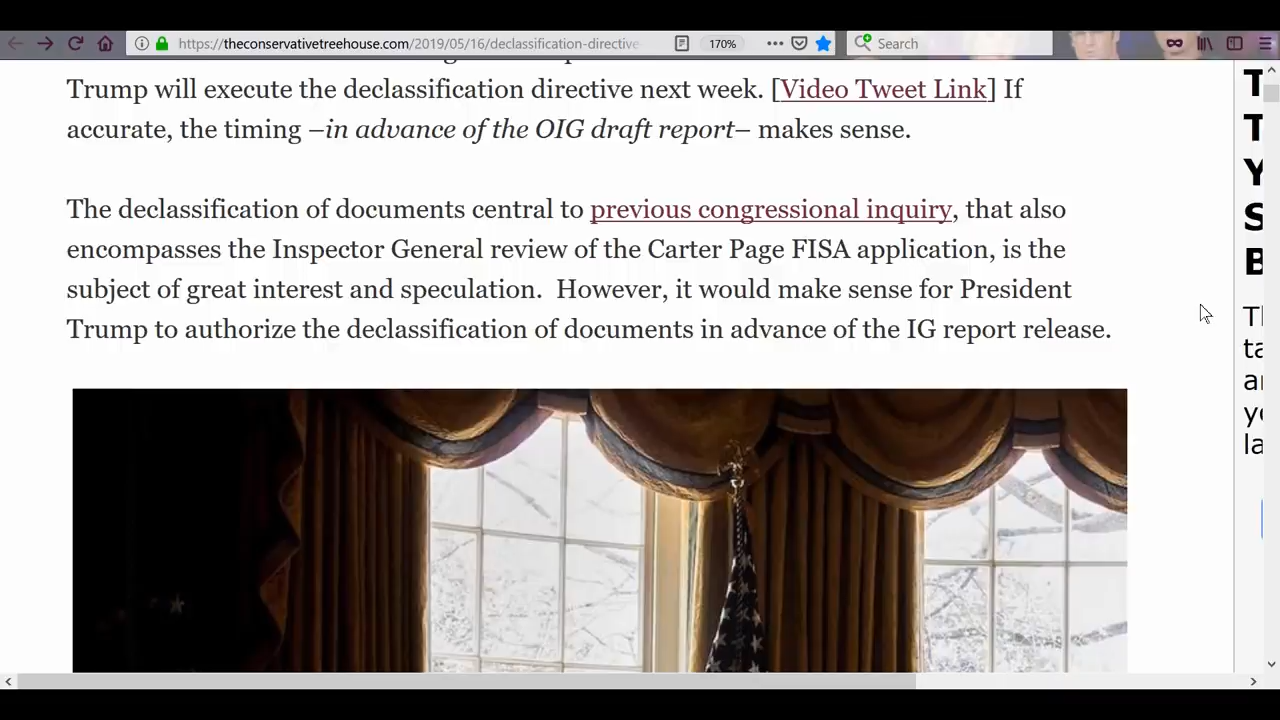 https://theconservativetreehouse.com/2019/05/16/declassification-directive
170%
Search
Trump will execute the declassification directive next week. [Video Tweet Link] If
accurate, the timing –in advance of the OIG draft report– makes sense.
The declassification of documents central to previous congressional inquiry, that also
encompasses the Inspector General review of the Carter Page FISA application, is the
subject of great interest and speculation. However, it would make sense for President
Trump to authorize the declassification of documents in advance of the IG report release.
T
T
Y
S
B